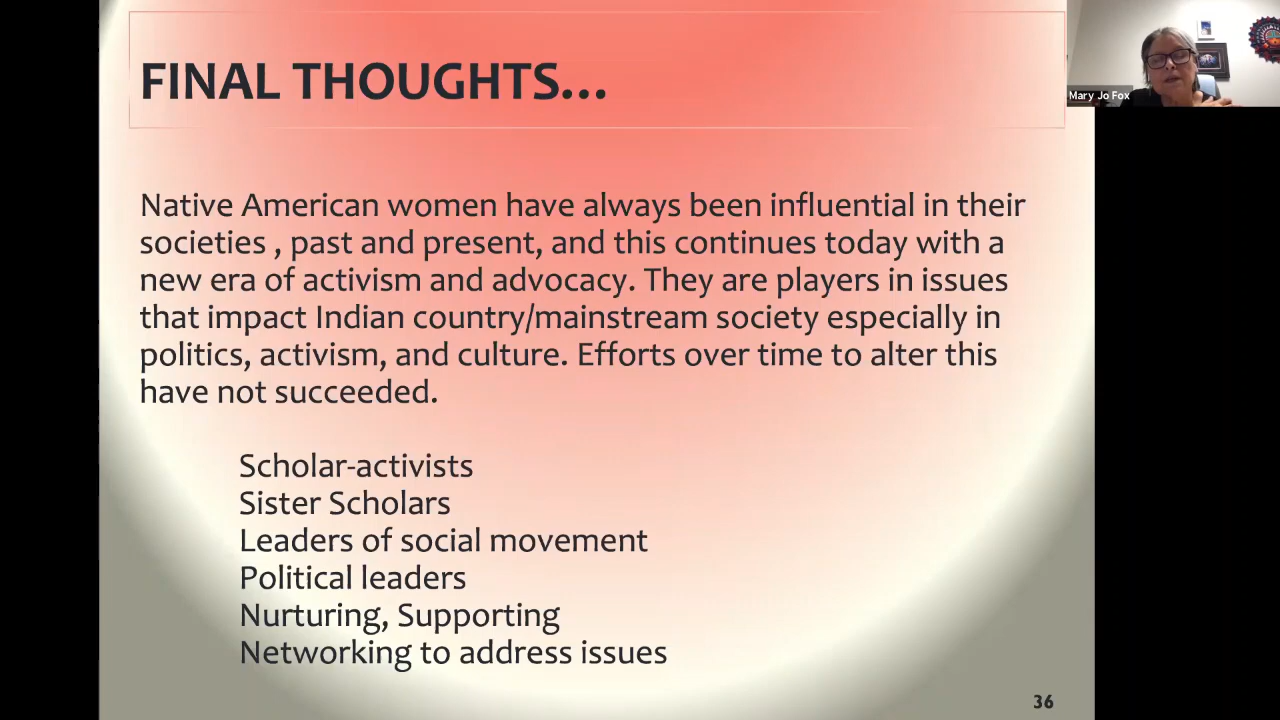 FINAL THOUGHTS...
Mary Jo Fox
Native American women have always been influential in their
societies , past and present, and this continues today with a
new era of activism and advocacy. They are players in issues
that impact Indian country/mainstream society especially in
politics, activism, and culture. Efforts over time to alter this
have not succeeded.
Scholar-activists
Sister Scholars
Leaders of social movement
Political leaders
Nurturing, Supporting
Networking to address issues
36